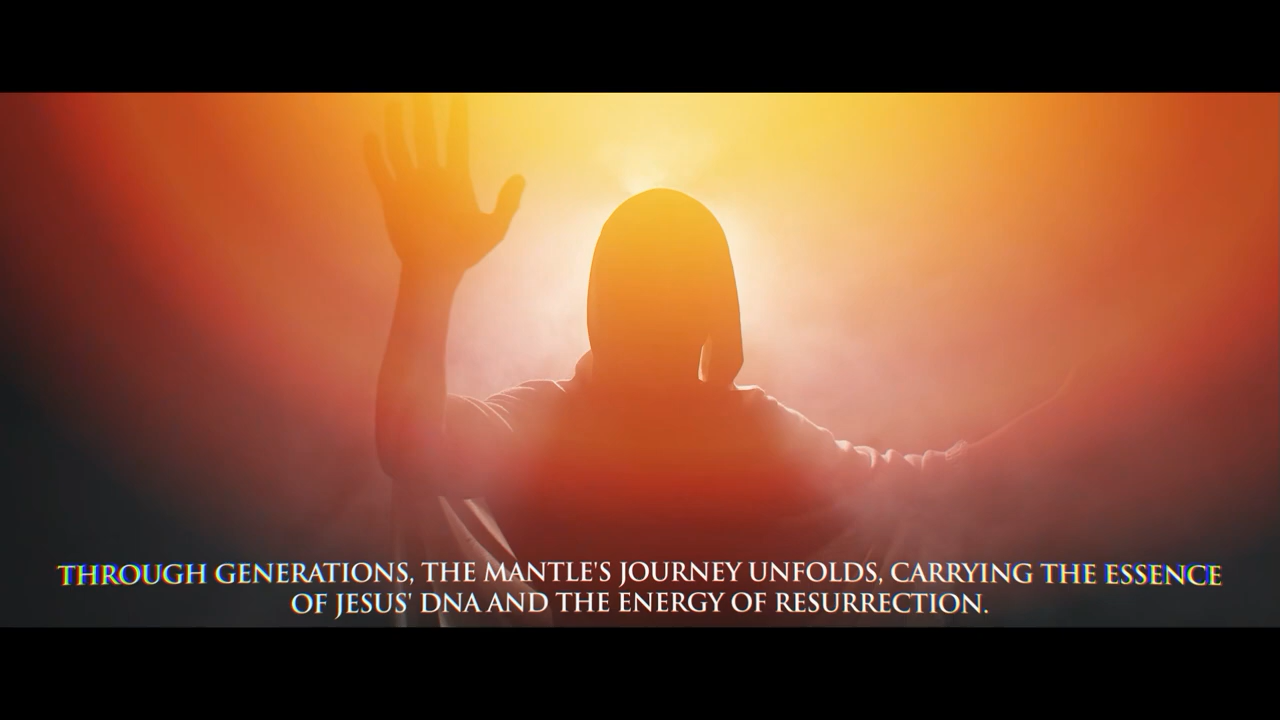 THROUGH GENERATIONS, THE MANTLE'S JOURNEY UNFOLDS, CARRYING THE ESSENCE
OF JESUS' DNA AND THE ENERGY OF RESURRECTION.